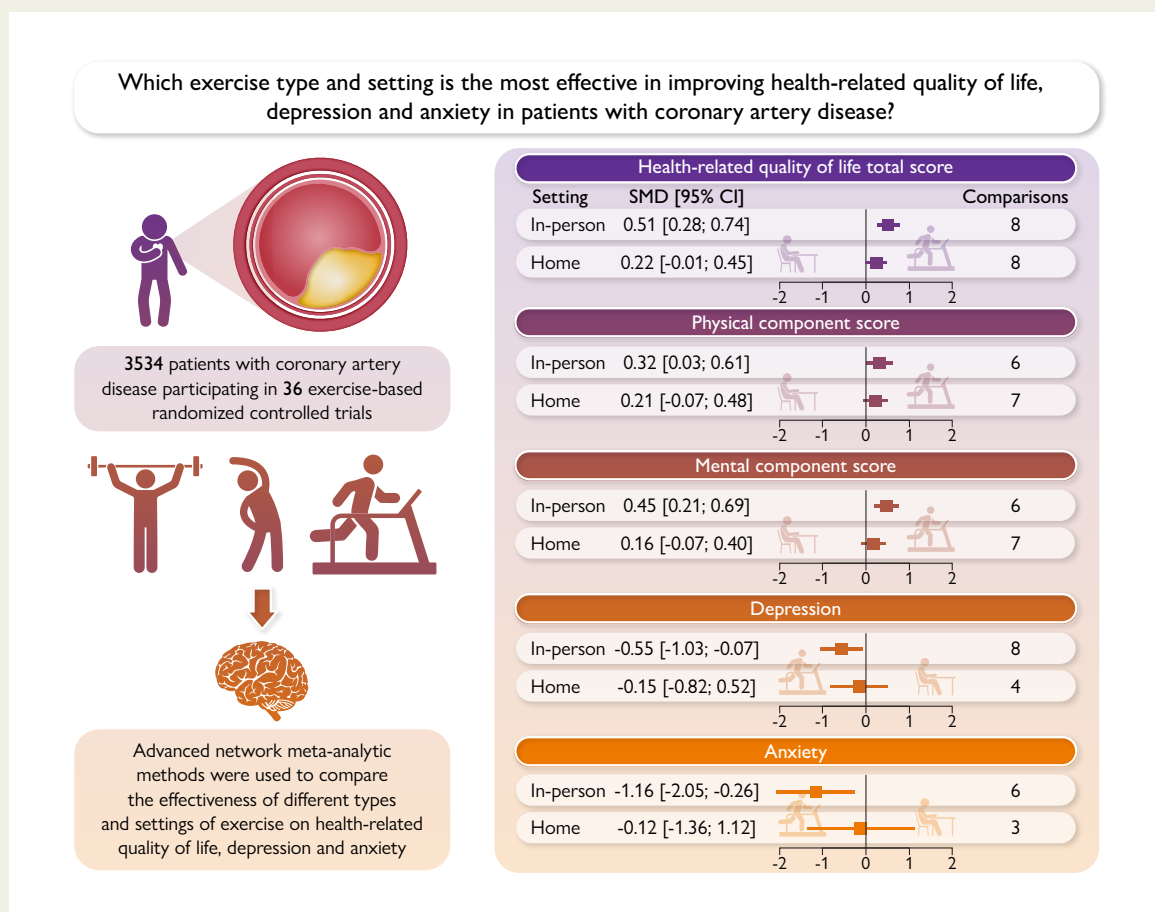 Which exercise type and setting is the most effective in improving health-related quality of life,
depression and anxiety in patients with coronary artery disease?
3534 patients with coronary artery
disease participating in 36 exercise-based
randomized controlled trials
Advanced network meta-analytic
methods were used to compare
the effectiveness of different types
and settings of exercise on health-related
quality of life, depression and anxiety
Health-related quality of life total score
Setting SMD [95% CI] Comparisons
In-person 0.51 [0.28; 0.74] 8
Home 0.22 [-0.01; 0.45] 8
-2 -1 0 1 2
Physical component score
In-person 0.32 [0.03; 0.61] 6
Home 0.21 [-0.07; 0.48] 7
-2 -1 0 1 2
Mental component score
In-person 0.45 [0.21; 0.69] 6
Home 0.16 [-0.07; 0.40] 7
-2 -1 0 1 2
Depression
In-person -0.55 [-1.03; -0.07] 8
Home -0.15 [-0.82; 0.52] 4
-2 -1 0 1 2
Anxiety
In-person -1.16 [-2.05; -0.26] 6
Home -0.12 [-1.36; 1.12] 3
-2 -1 0 1 2